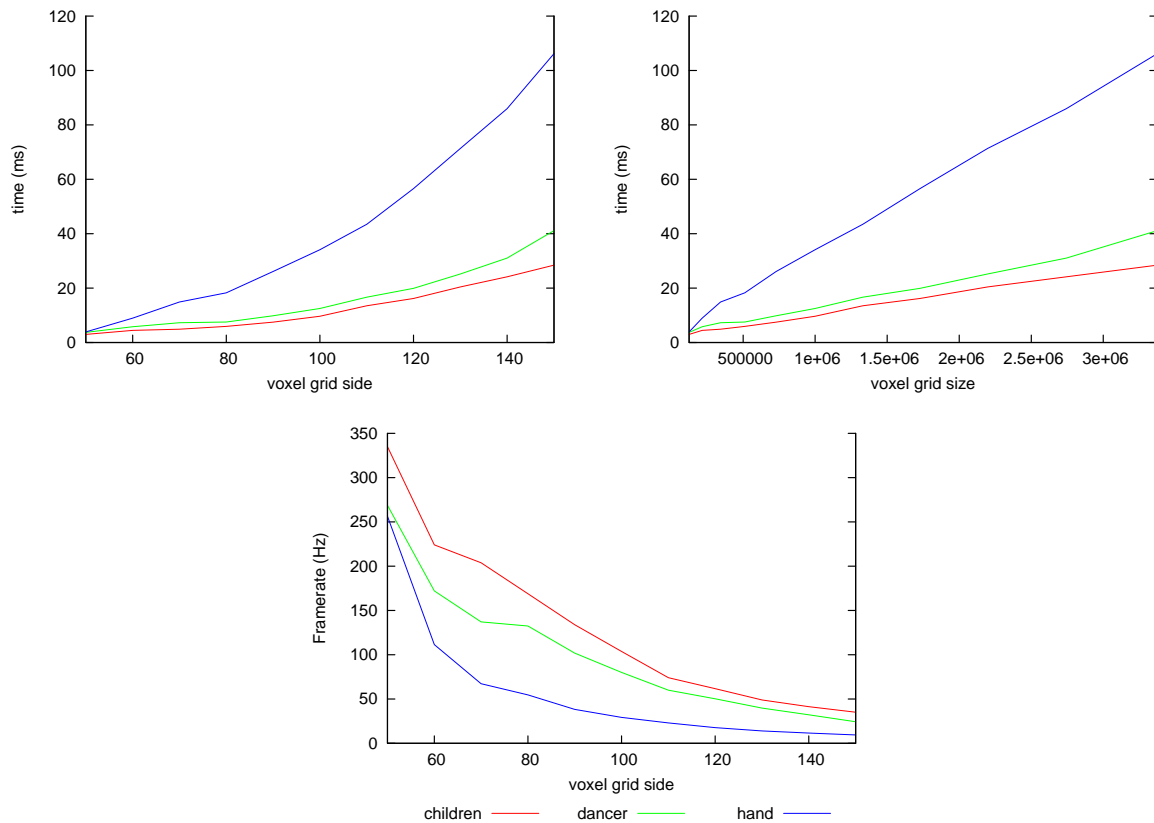 120
100
80
60
40
20
0
time (ms)
60 80 100 120 140
voxel grid side
120
100
80
60
40
20
0
time (ms)
500000 1e+06 1.5e+06 2e+06 2.5e+06 3e+06
voxel grid size
350
300
250
200
150
100
50
0
Framerate (Hz)
60 80 100 120 140
voxel grid side
children dancer hand